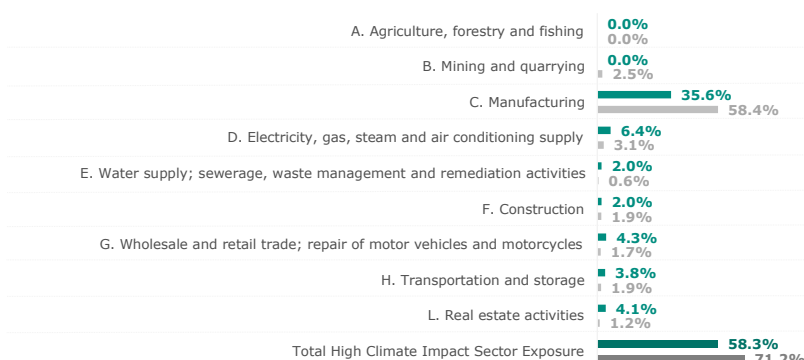 A. Agriculture, forestry and fishing 0.0%
0.0%
B. Mining and quarrying 0.0%
2.5%
C. Manufacturing 35.6%
58.4%
D. Electricity, gas, steam and air conditioning supply 6.4%
3.1%
E. Water supply; sewerage, waste management and remediation activities 2.0%
0.6%
F. Construction 2.0%
1.9%
G. Wholesale and retail trade; repair of motor vehicles and motorcycles 4.3%
1.7%
H. Transportation and storage 3.8%
1.9%
L. Real estate activities 4.1%
1.2%
Total High Climate Impact Sector Exposure 58.3%
71.2%